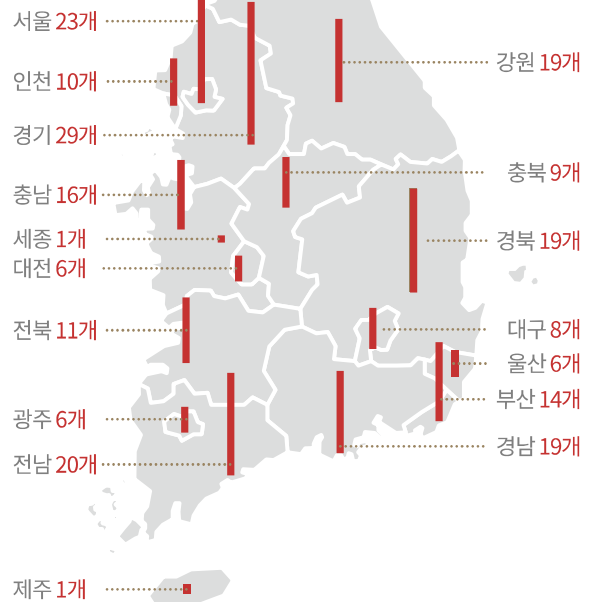 서울 23개
인천 10개
경기 29개
충남 16개
세종 1개
대전 6개
전북 11개
광주 6개
전남 20개
제주 1개
강원 19개
충북 9개
경북 19개
대구 8개
울산 6개
부산 14개
경남 19개